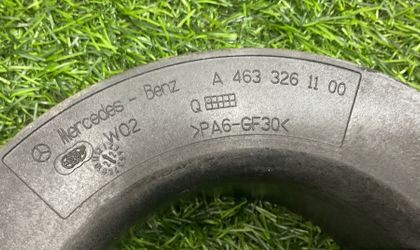 Mercedes - Benz A 463 326 11 00
W02 Q
>PA6-GF30<